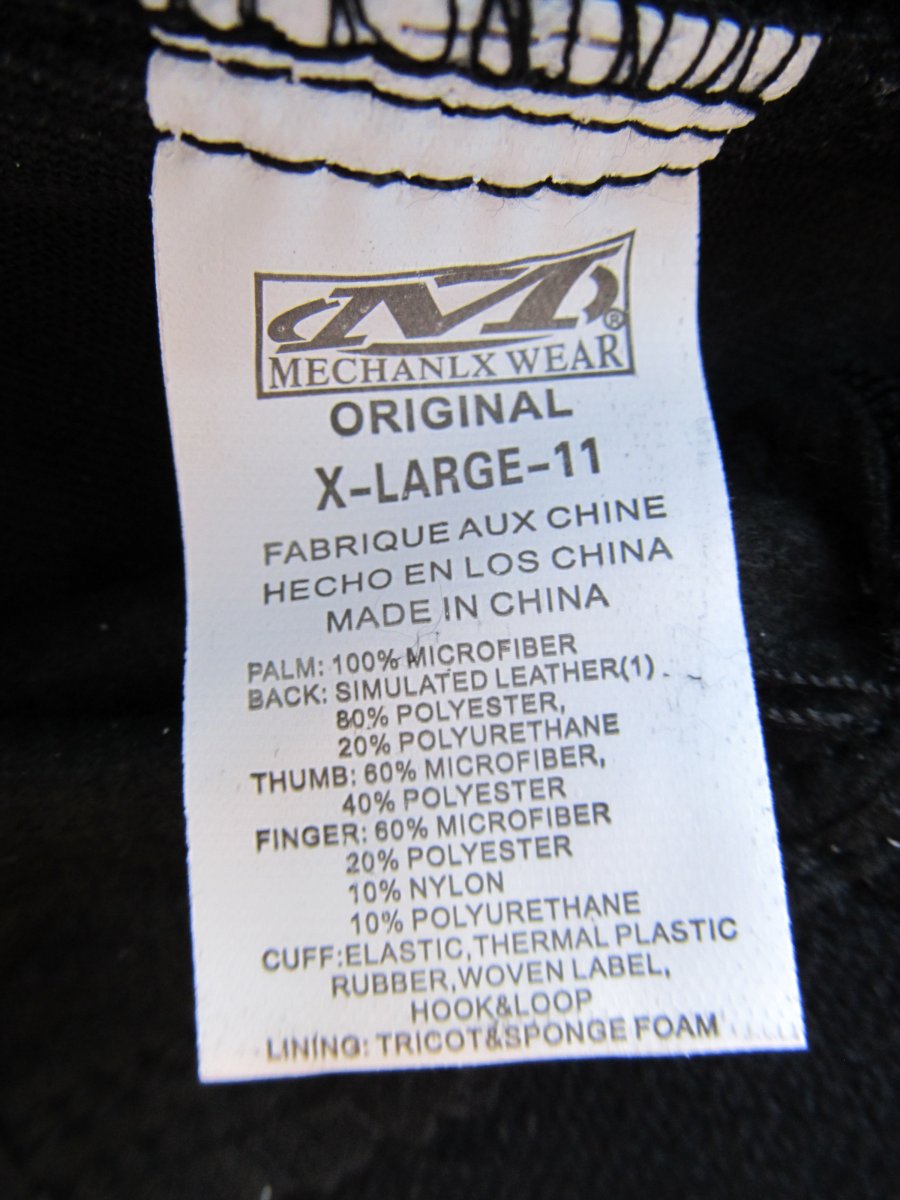 M®
MECHANLX WEAR
ORIGINAL
X-LARGE-11
FABRIQUE AUX CHINE
HECHO EN LOS CHINA
MADE IN CHINA
PALM: 100% MICROFIBER
BACK: SIMULATED LEATHER(1)
80% POLYESTER,
20% POLYURETHANE
THUMB: 60% MICROFIBER,
40% POLYESTER
FINGER: 60% MICROFIBER
20% POLYESTER
10% NYLON
10% POLYURETHANE
CUFF:ELASTIC,THERMAL PLASTIC
RUBBER,WOVEN LABEL,
HOOK&LOOP
LINING: TRICOT&SPONGE FOAM